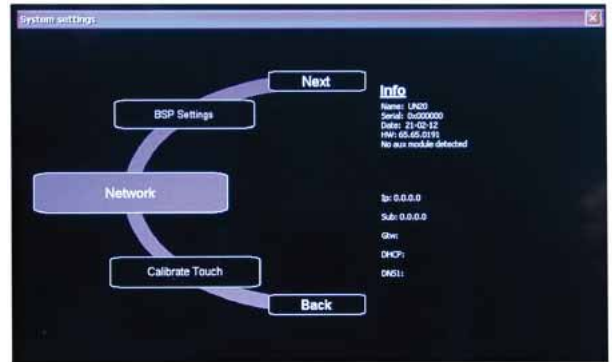 System settings
Next
BSP Settings
Network
Calibrate Touch
Back
Info
Name: UN20
Serial: 0x000000
Date: 21-02-12
HW: 65.65.0191
No aux module detected
Ip: 0.0.0.0
Sub: 0.0.0.0
Gtw:
DHCP:
DNS1: